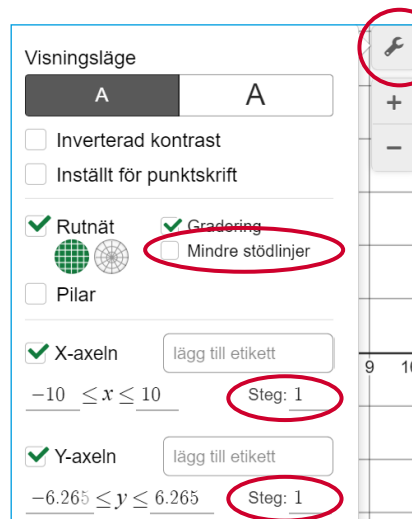 Visningsläge
A A
Inverterad kontrast
Inställt för punktskrift
Rutnät
Gradering
Mindre stödlinjer
Pilar
X-axeln lägg till etikett
−10 ≤ x ≤ 10 Steg: 1
Y-axeln lägg till etikett
−6.265 ≤ y ≤ 6.265 Steg: 1
+
−
9 10